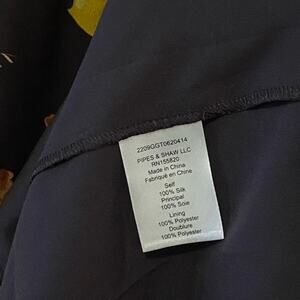 2209GGT0620414
PIPES & SHAW LLC
RN155820
Made in China
Fabriqué en Chine
Self
100% Silk
Principal
100% Soie
Lining
100% Polyester
Doublure
100% Polyester